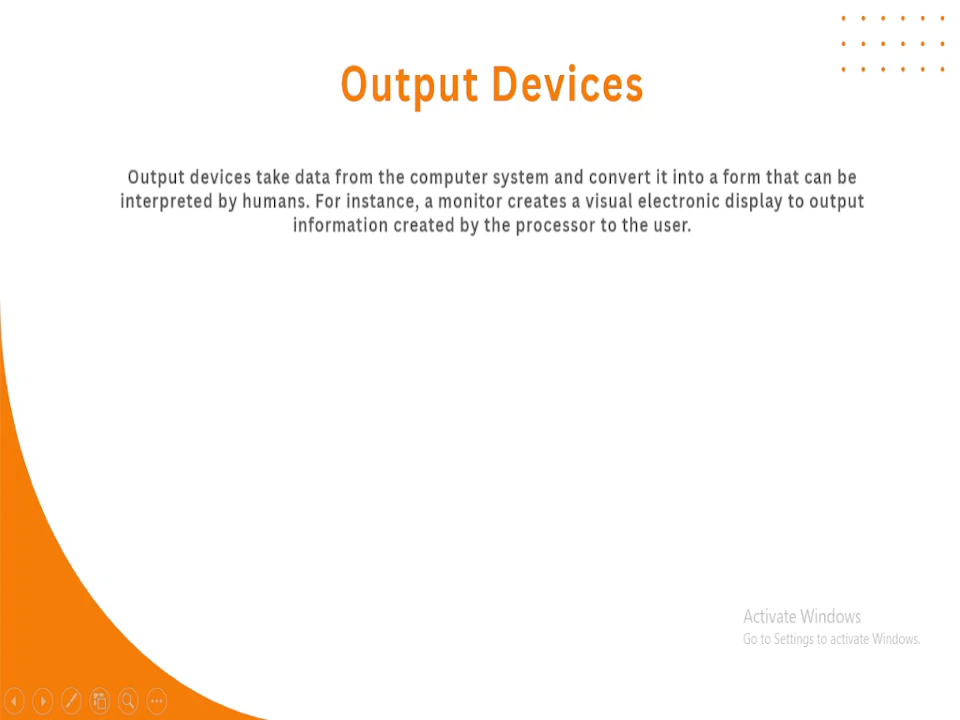 Output Devices
Output devices take data from the computer system and convert it into a form that can be
interpreted by humans. For instance, a monitor creates a visual electronic display to output
information created by the processor to the user.
Activate Windows
Go to Settings to activate Windows.